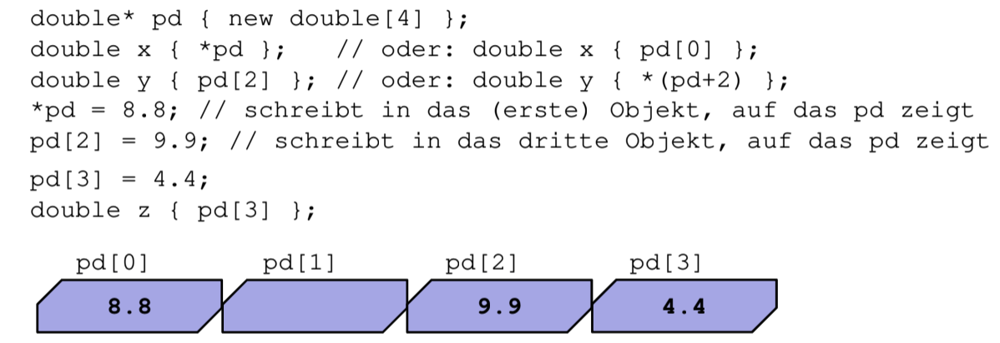 double* pd { new double[4] };
double x { *pd };   // oder: double x { pd[0] };
double y { pd[2] }; // oder: double y { *(pd+2) };
*pd = 8.8; // schreibt in das (erste) Objekt, auf das pd zeigt
pd[2] = 9.9; // schreibt in das dritte Objekt, auf das pd zeigt
pd[3] = 4.4;
double z { pd[3] };
pd[0] pd[1] pd[2] pd[3]
8.8 9.9 4.4